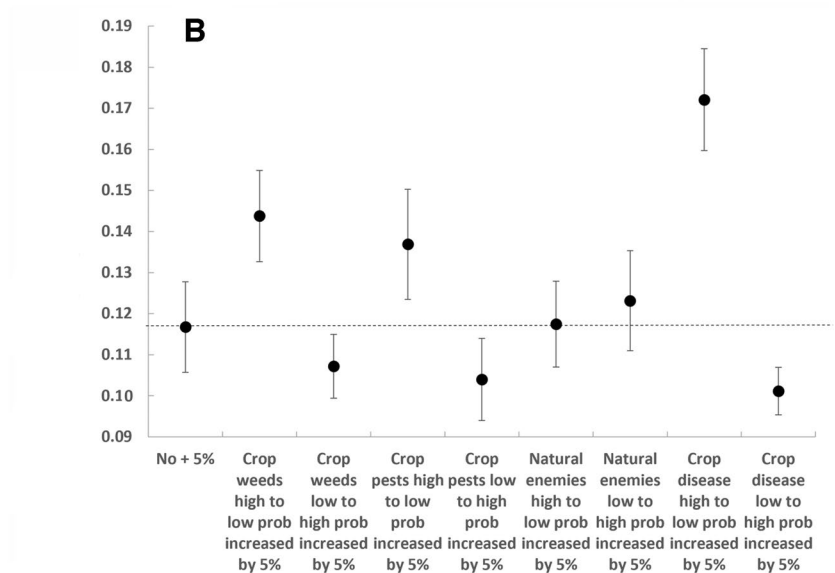 B
0.19
0.18
0.17
0.16
0.15
0.14
0.13
0.12
0.11
0.10
0.09
No + 5%
Crop
weeds
high to
low prob
increased
by 5%
Crop
weeds
low to
high prob
increased
by 5%
Crop
pests high
to low
prob
increased
by 5%
Crop
pests low
to high
prob
increased
by 5%
Natural
enemies
high to
low prob
increased
by 5%
Natural
enemies
low to
high prob
increased
by 5%
Crop
disease
high to
low prob
increased
by 5%
Crop
disease
low to
high prob
increased
by 5%